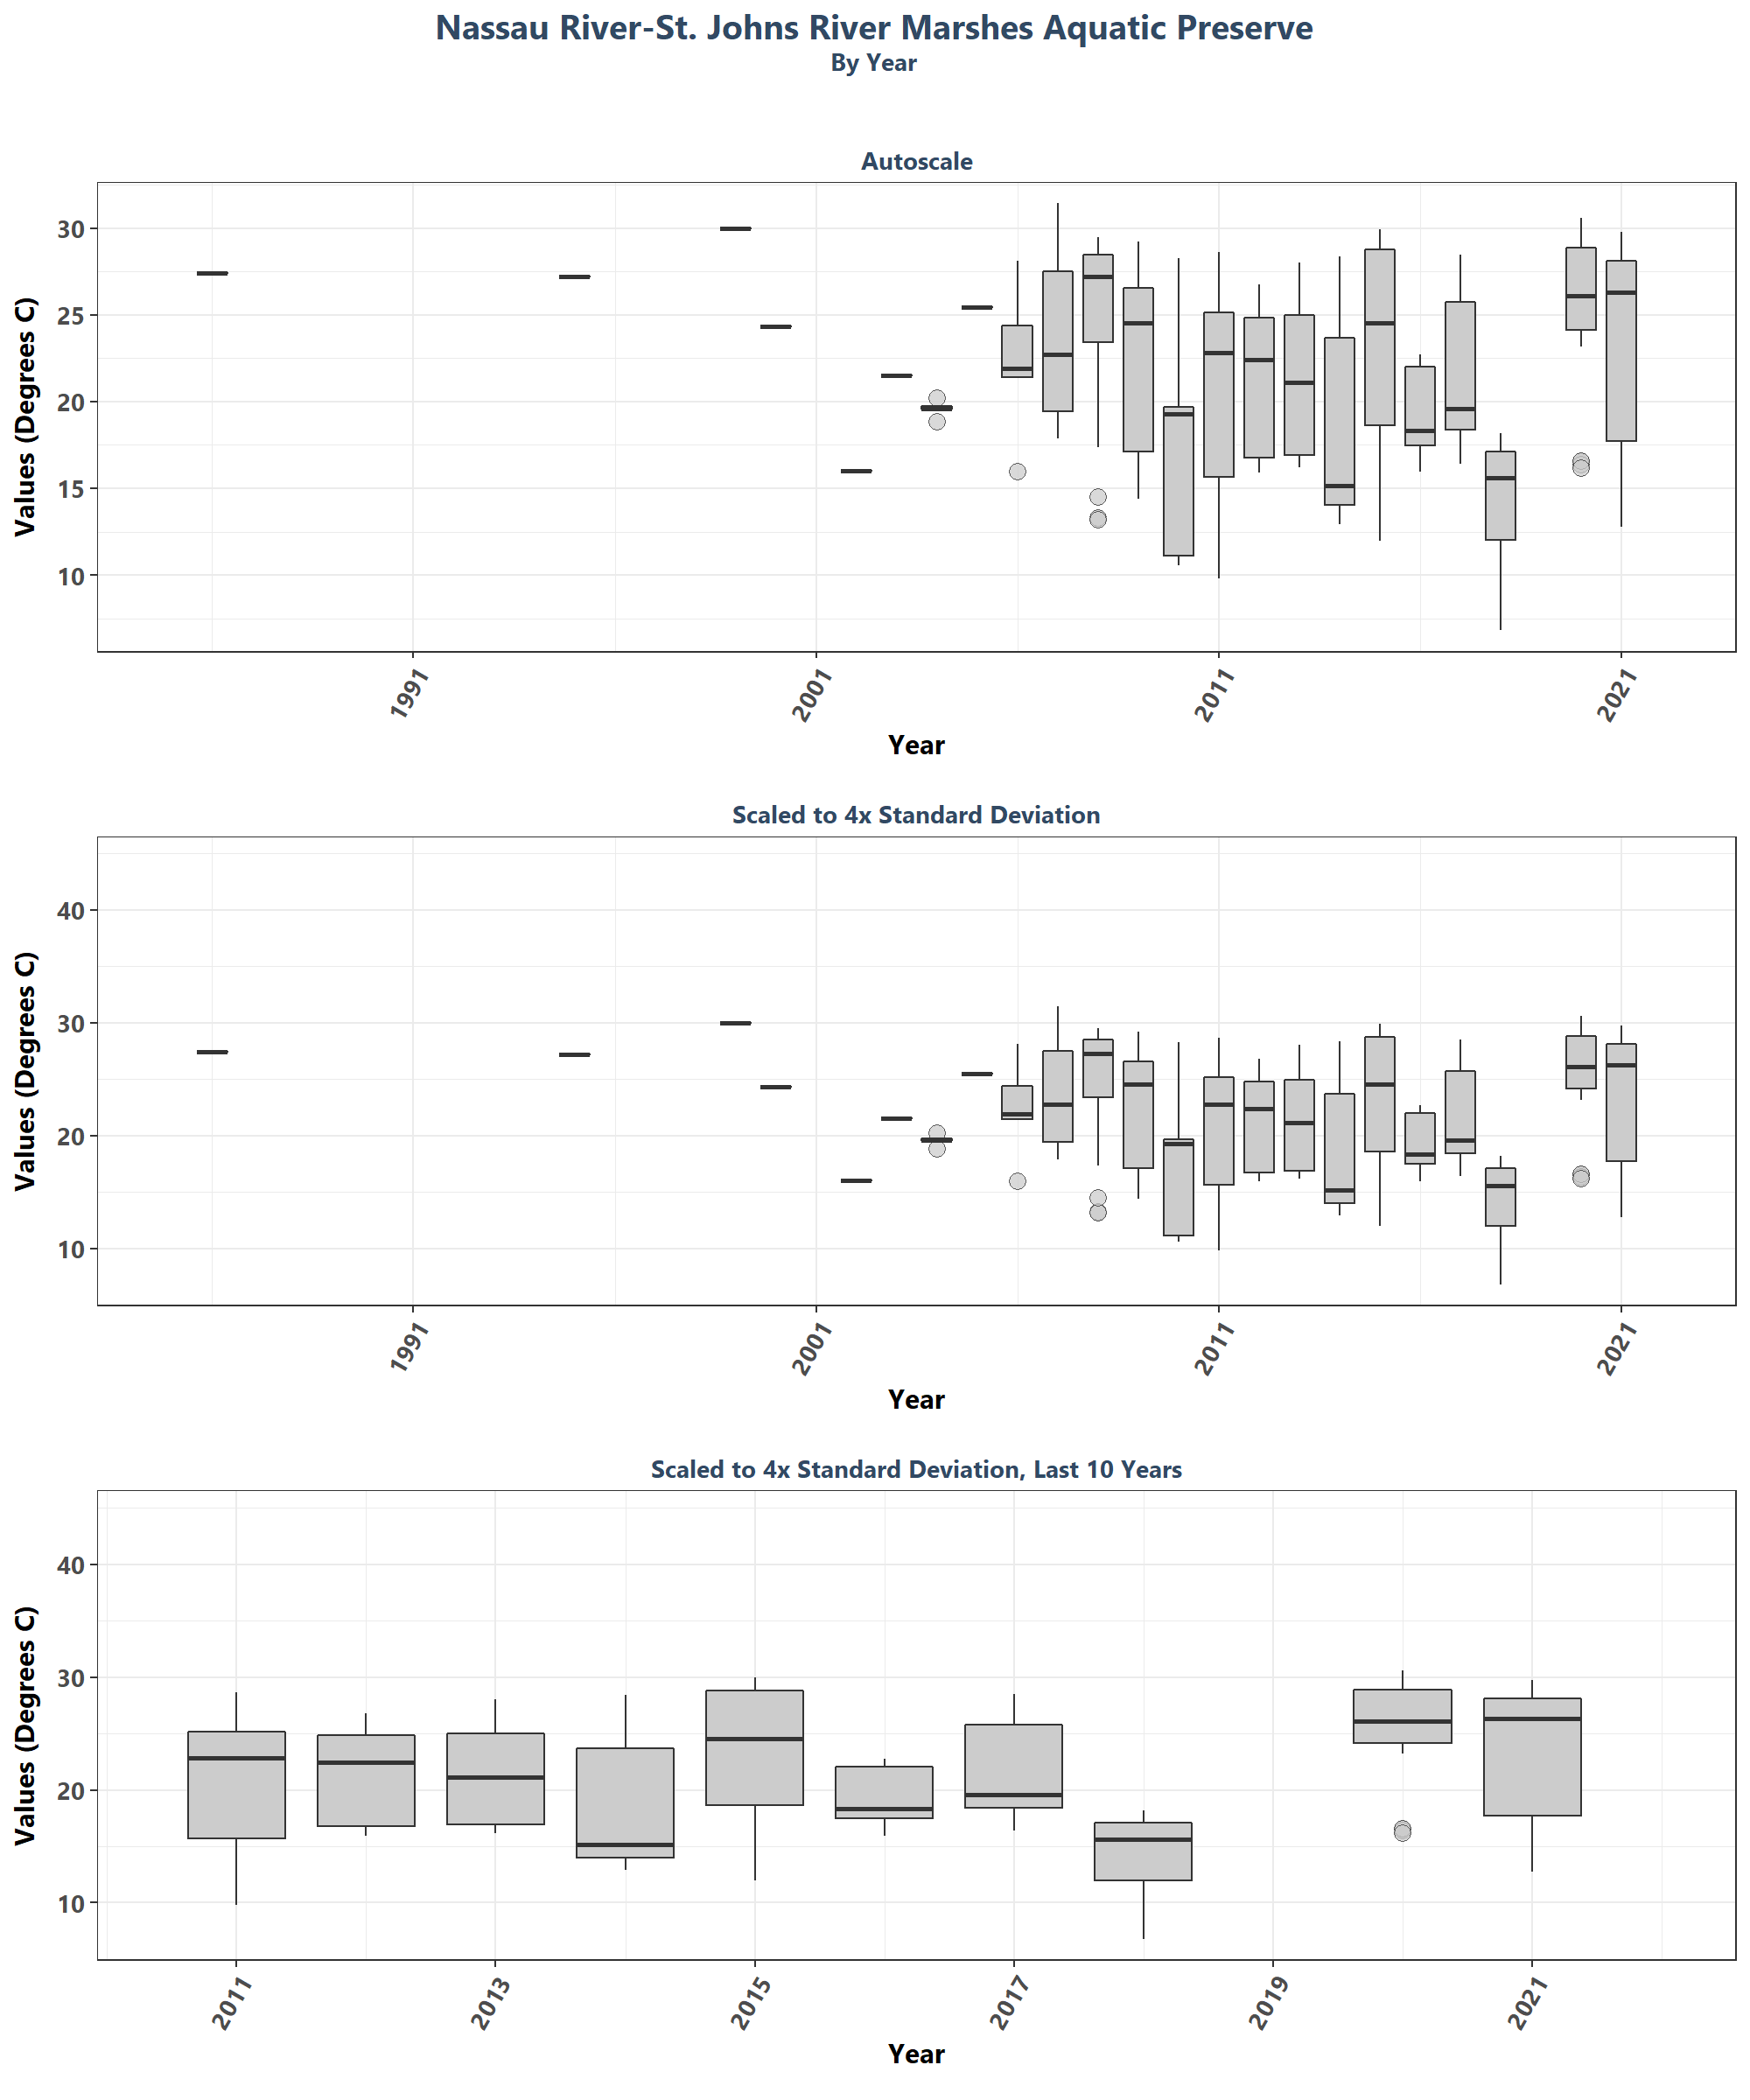 Nassau River-St. Johns River Marshes Aquatic Preserve
By Year
Autoscale
Values (Degrees C)
30
25
20
15
10
1991
2001
2011
2021
Year
Scaled to 4x Standard Deviation
Values (Degrees C)
40
30
20
10
1991
2001
2011
2021
Year
Scaled to 4x Standard Deviation, Last 10 Years
Values (Degrees C)
40
30
20
10
2011
2013
2015
2017
2019
2021
Year